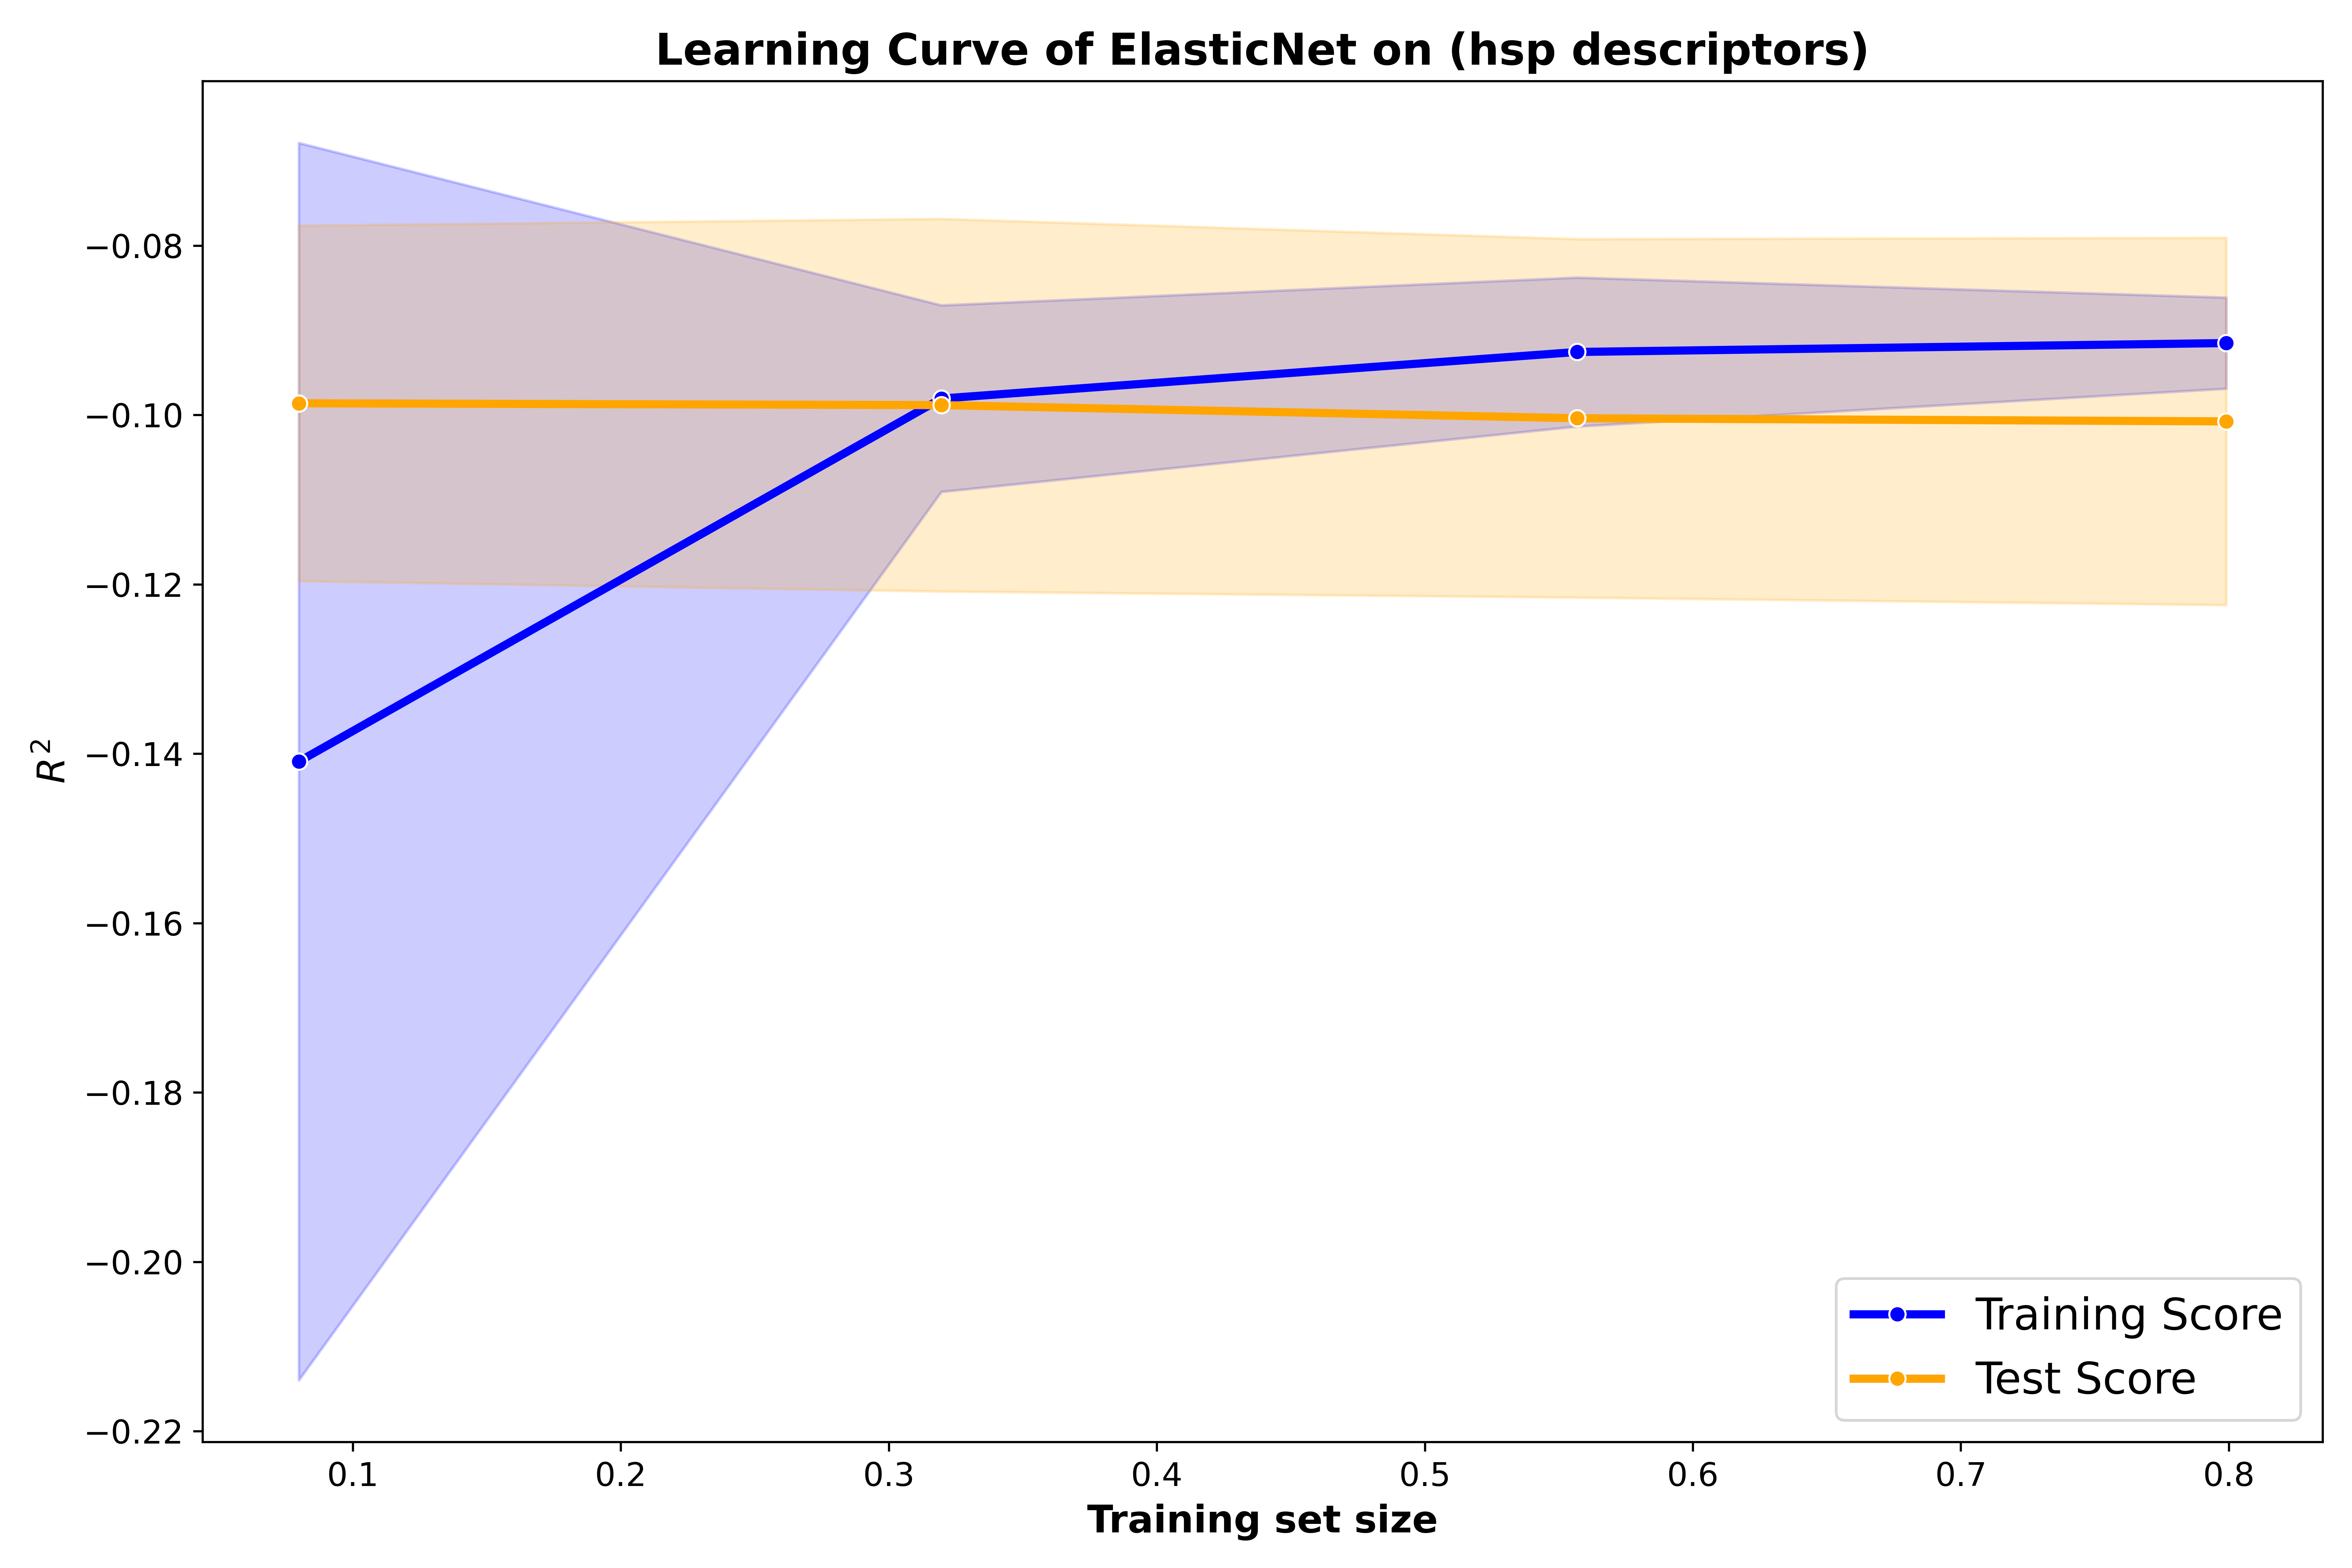 Learning Curve of ElasticNet on (hsp descriptors)
R²
−0.08
−0.10
−0.12
−0.14
−0.16
−0.18
−0.20
−0.22
0.1 0.2 0.3 0.4 0.5 0.6 0.7 0.8
Training set size
Training Score
Test Score